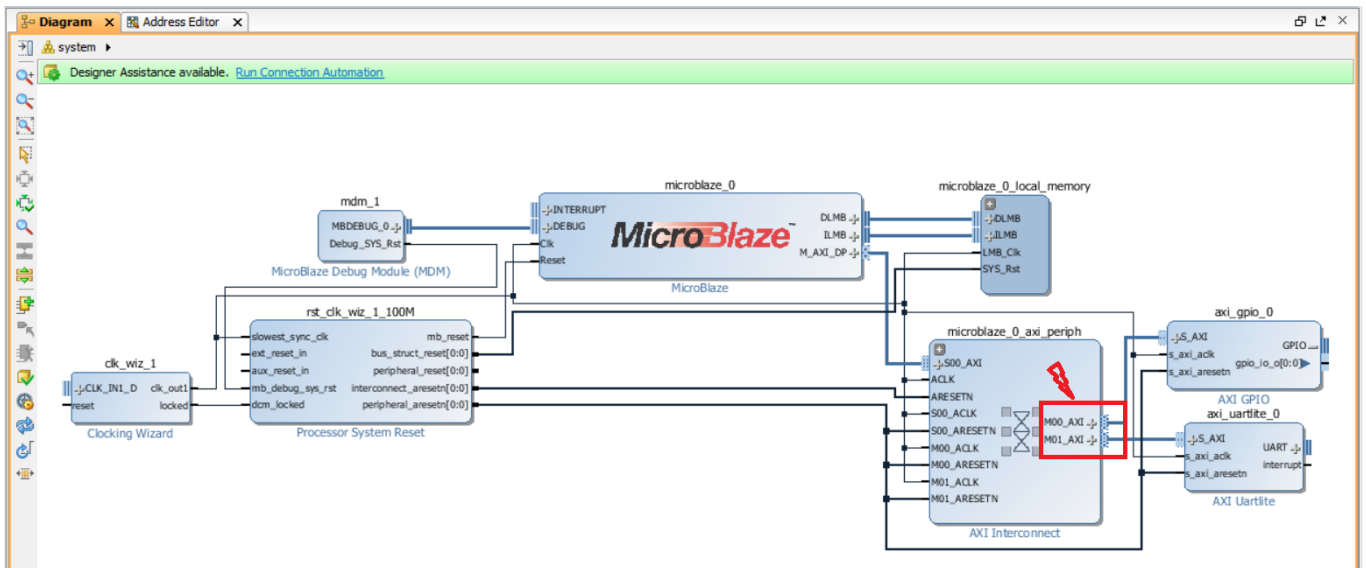 Diagram
Address Editor
system
Designer Assistance available. Run Connection Automation
mdm_1
MBDEBUG_0
Debug_SYS_Rst
MicroBlaze Debug Module (MDM)
microblaze_0
INTERRUPT
DEBUG
Clk
Reset
MicroBlaze™
DLMB
ILMB
M_AXI_DP
MicroBlaze
microblaze_0_local_memory
DLMB
ILMB
LMB_Clk
SYS_Rst
rst_clk_wiz_1_100M
slowest_sync_clk
ext_reset_in
aux_reset_in
mb_debug_sys_rst
dcm_locked
mb_reset
bus_struct_reset[0:0]
peripheral_reset[0:0]
interconnect_aresetn[0:0]
peripheral_aresetn[0:0]
Processor System Reset
clk_wiz_1
CLK_IN1_D
reset
clk_out1
locked
Clocking Wizard
microblaze_0_axi_periph
S00_AXI
ACLK
ARESETN
S00_ACLK
S00_ARESETN
M00_ACLK
M00_ARESETN
M01_ACLK
M01_ARESETN
M00_AXI
M01_AXI
AXI Interconnect
axi_gpio_0
S_AXI
s_axi_aclk
s_axi_aresetn
GPIO
gpio_io_o[0:0]
AXI GPIO
axi_uartlite_0
S_AXI
s_axi_aclk
s_axi_aresetn
UART
interrupt
AXI Uartlite